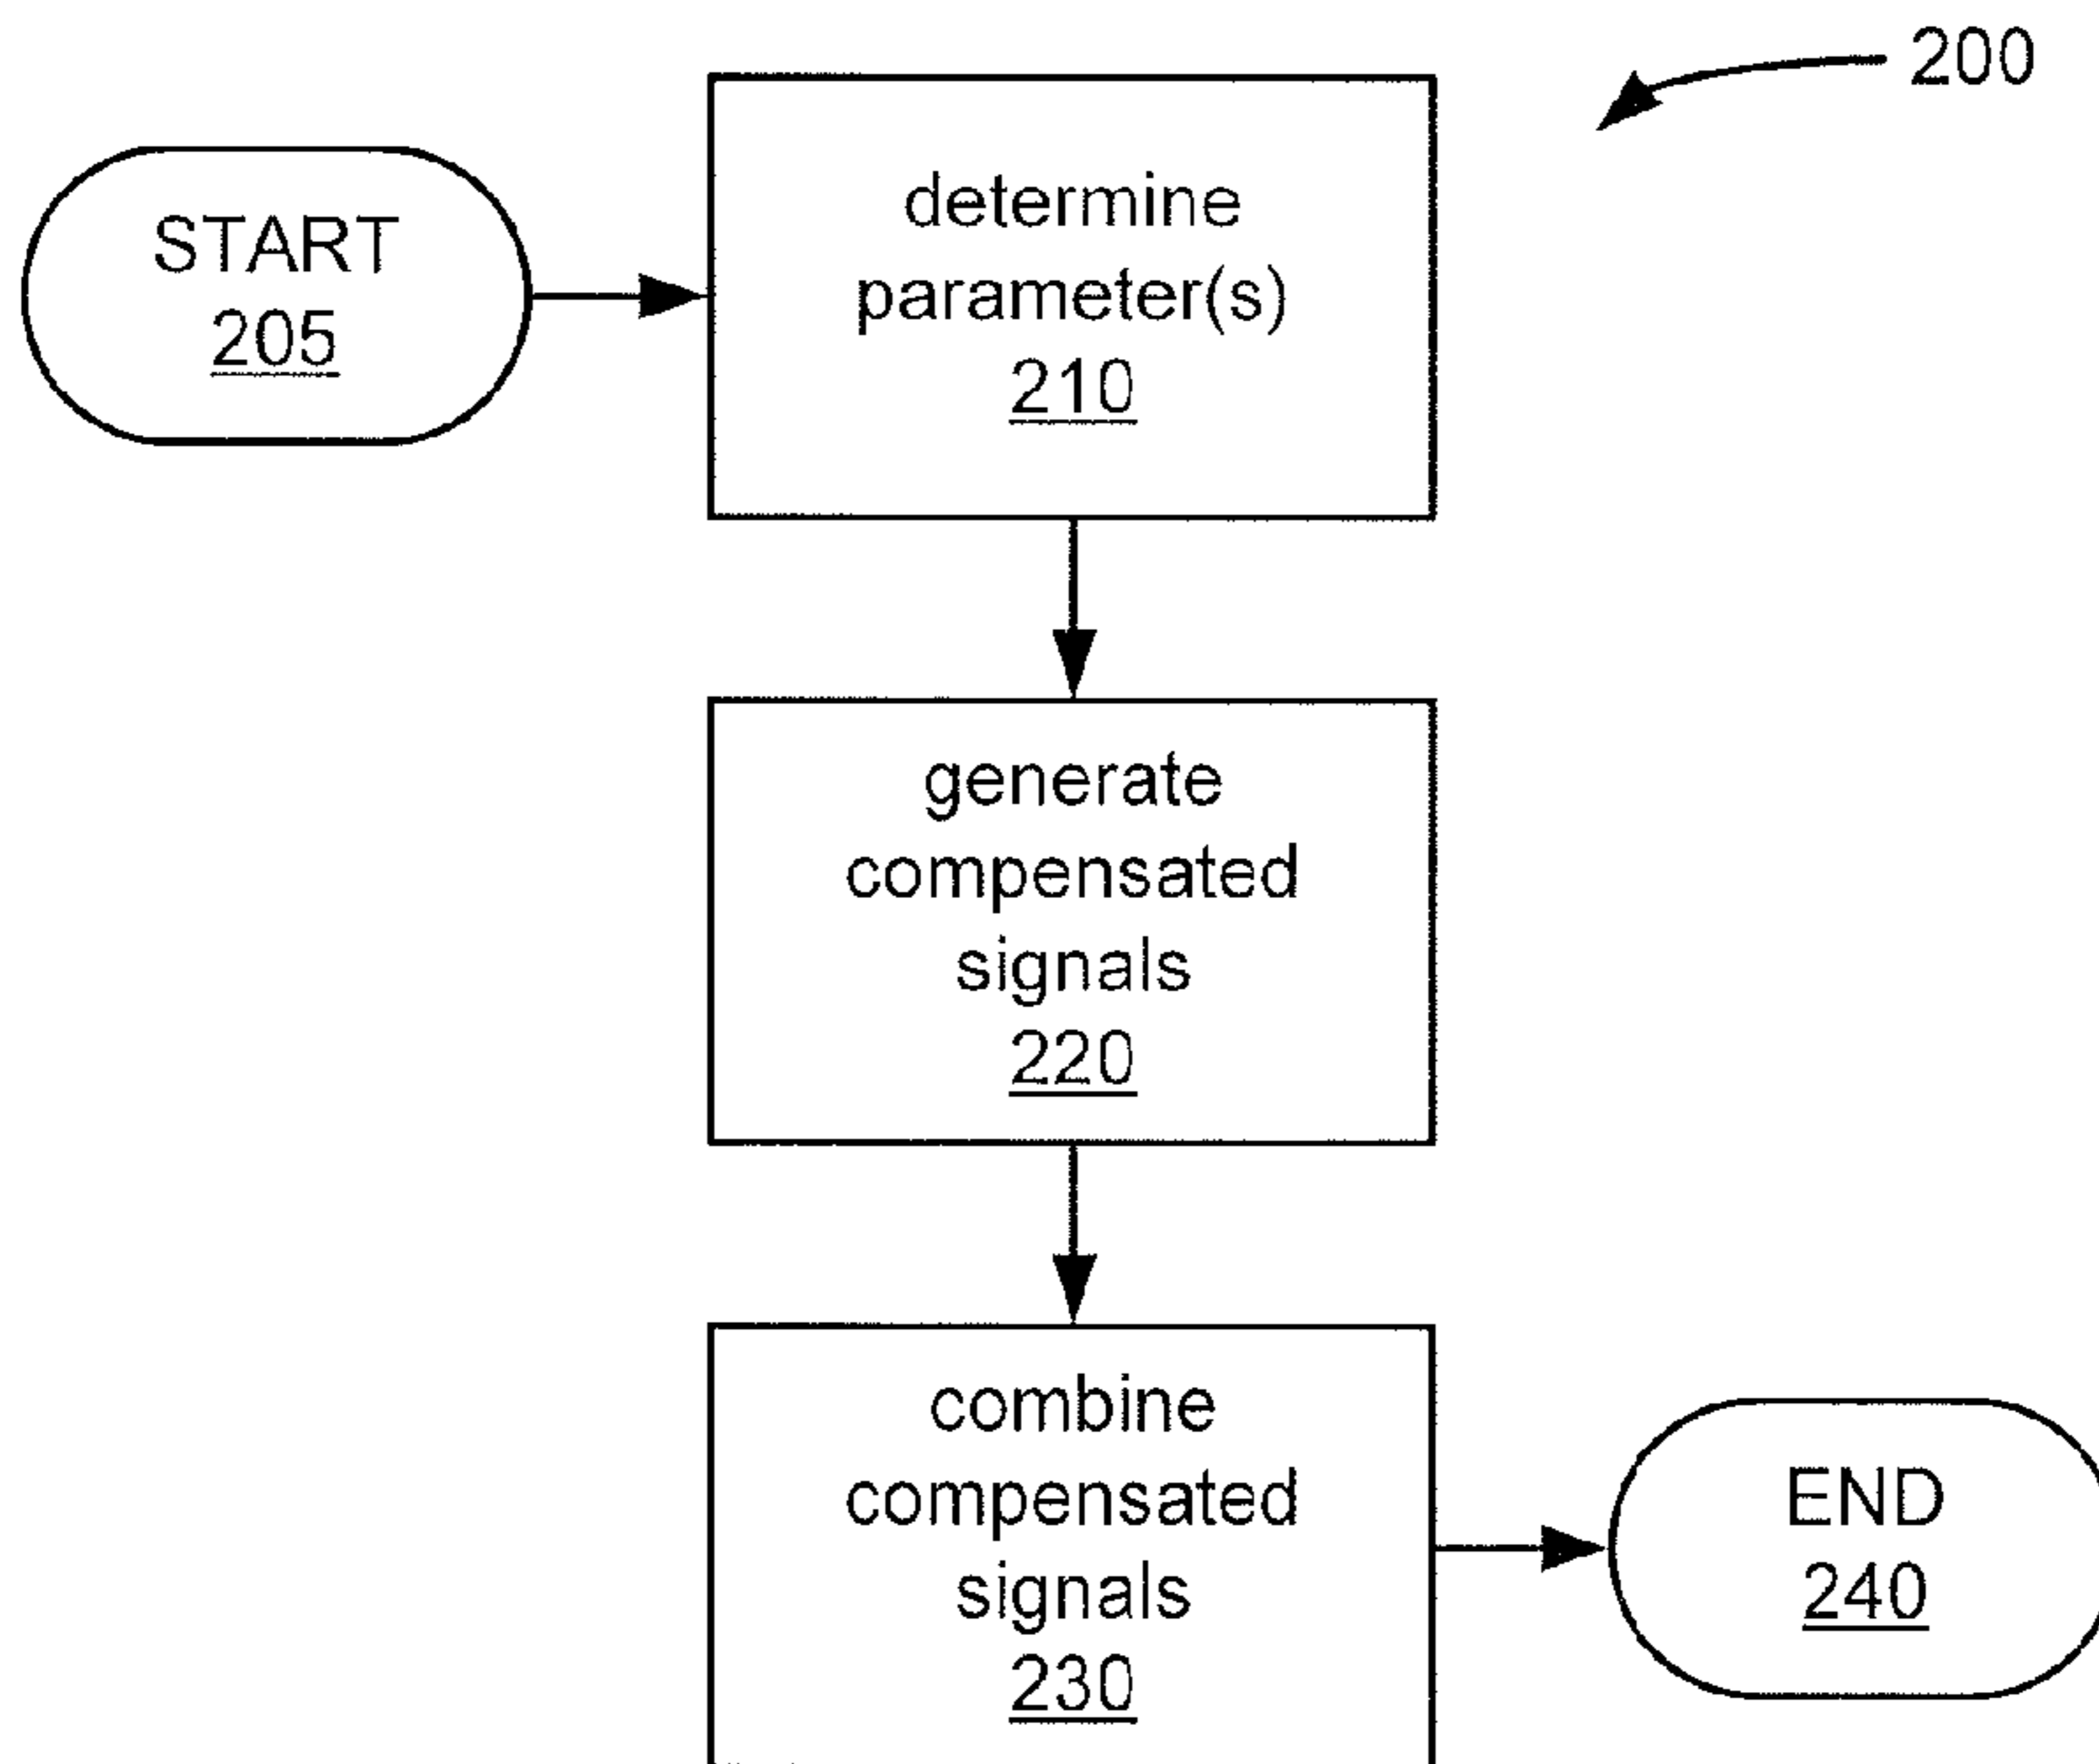 200
START
205
determine
parameter(s)
210
generate
compensated
signals
220
combine
compensated
signals
230
END
240